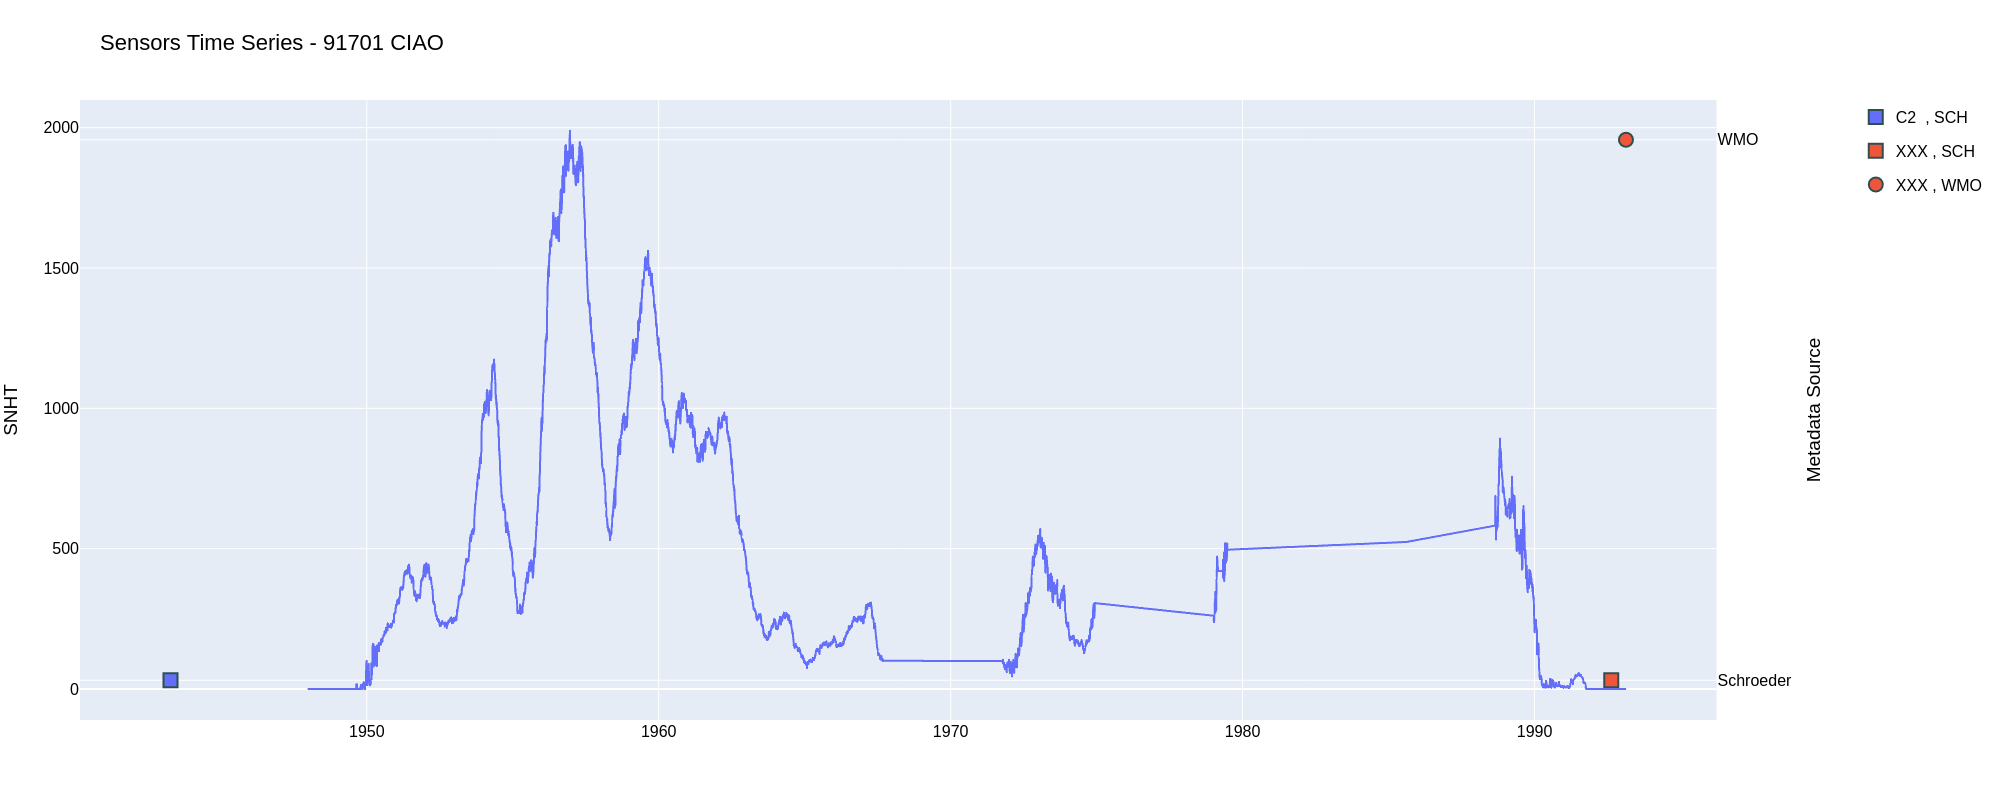 Sensors Time Series - 91701 CIAO
C2 , SCH
XXX , SCH
XXX , WMO
SNHT
2000
1500
1000
500
0
1950
1960
1970
1980
1990
WMO
Schroeder
Metadata Source